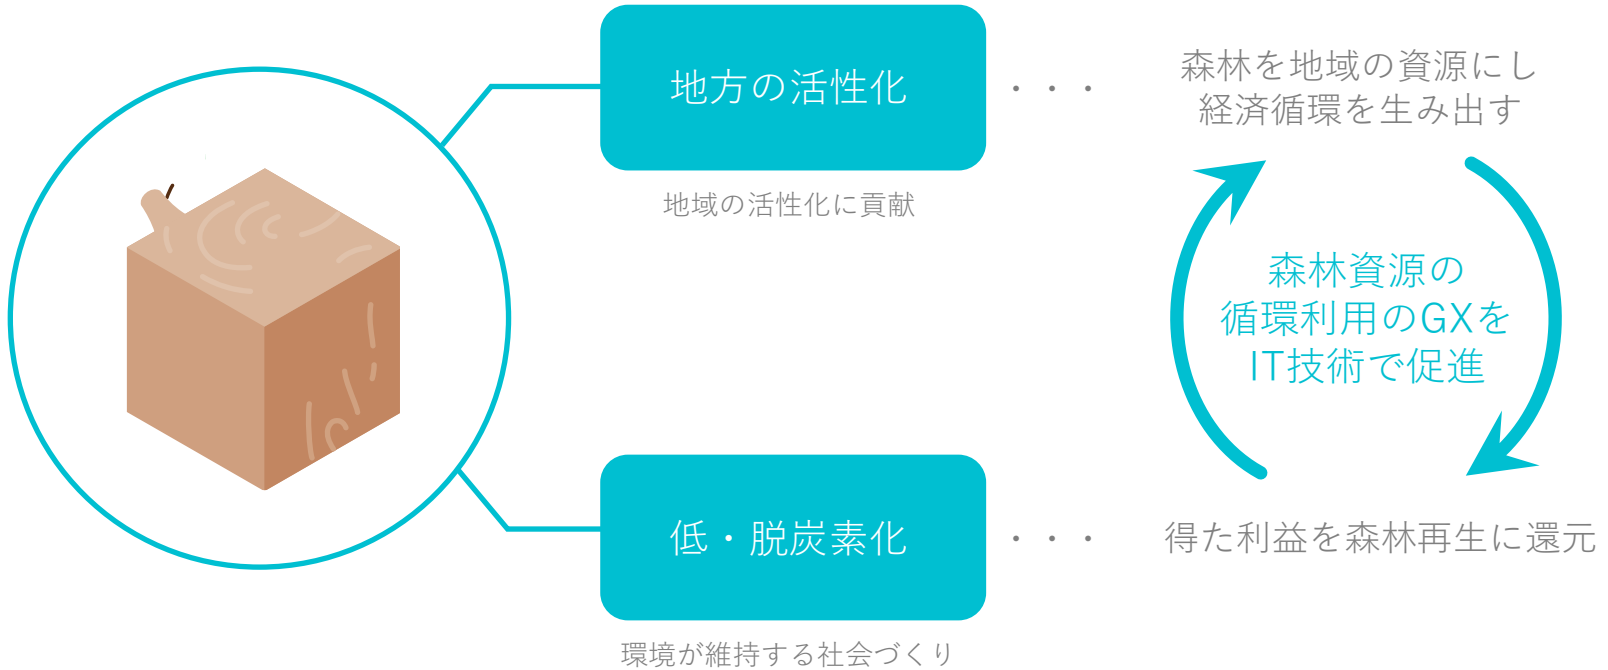 地方の活性化
・・・
森林を地域の資源にし
経済循環を生み出す
地域の活性化に貢献
森林資源の
循環利用のGXを
IT技術で促進
低・脱炭素化
・・・
得た利益を森林再生に還元
環境が維持する社会づくり